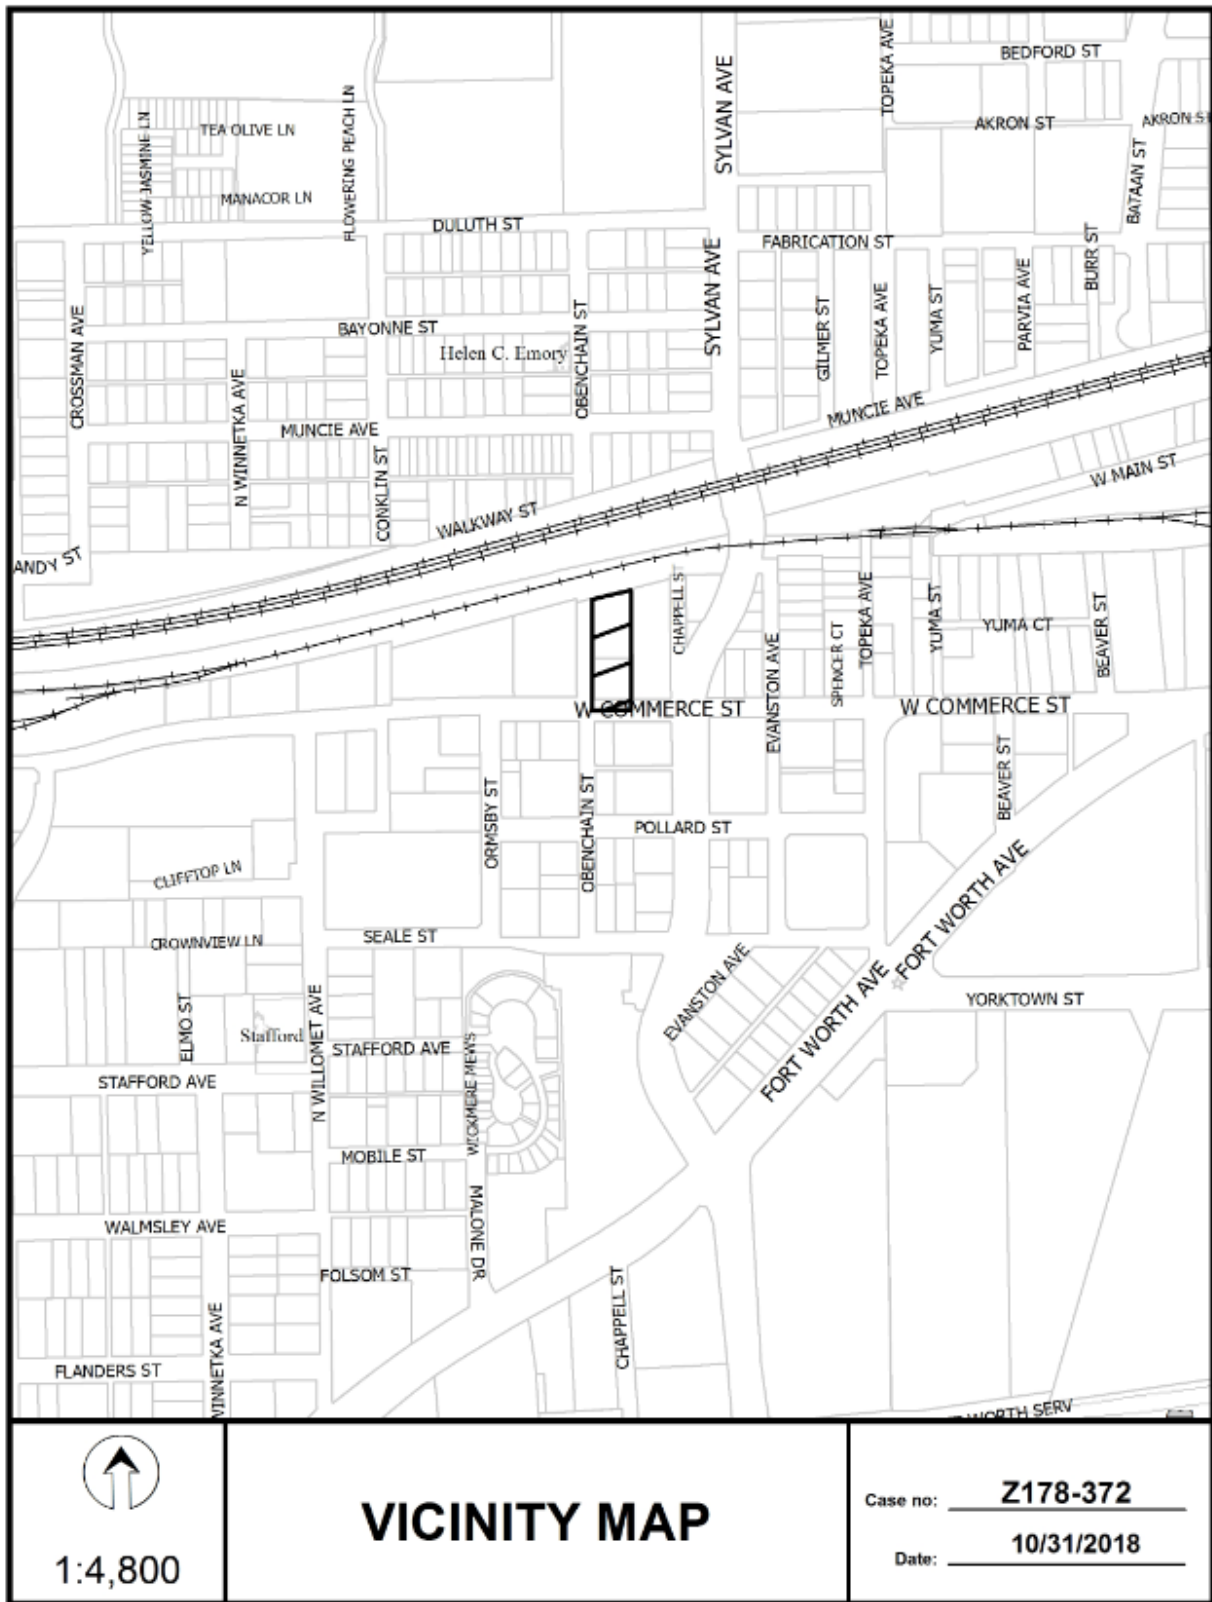 BEDFORD ST
TOPEKA AVE
SYLVAN AVE
AKRON ST
AKRON ST
TEA OLIVE LN
YELLOW JASMINE LN
FLOWERING PEACH LN
MANACOR LN
BATAAN ST
DULUTH ST
FABRICATION ST
BURR ST
SYLVAN AVE
CROSSMAN AVE
BAYONNE ST
OBENCHAIN ST
GILMER ST
TOPEKA AVE
YUMA ST
PARVIA AVE
Helen C. Emory
N WINNETKA AVE
MUNCIE AVE
MUNCIE AVE
CONKLIN ST
W MAIN ST
WALKWAY ST
ANDY ST
CHAPPELL ST
EVANSTON AVE
SPENCER CT
TOPEKA AVE
YUMA ST
YUMA CT
BEAVER ST
W COMMERCE ST
W COMMERCE ST
ORMSBY ST
OBENCHAIN ST
BEAVER ST
POLLARD ST
CLIFFTOP LN
FORT WORTH AVE
CROWNVIEW LN
SEALE ST
EVANSTON AVE
FORT WORTH AVE
YORKTOWN ST
ELMO ST
Stafford
N WILLOMET AVE
STAFFORD AVE
WICKMERE MEWS
STAFFORD AVE
MOBILE ST
MALONE DR
WALMSLEY AVE
FOLSOM ST
CHAPPELL ST
WINNETKA AVE
FLANDERS ST
WORTH SERV
1:4,800
VICINITY MAP
Case no: Z178-372
Date: 10/31/2018